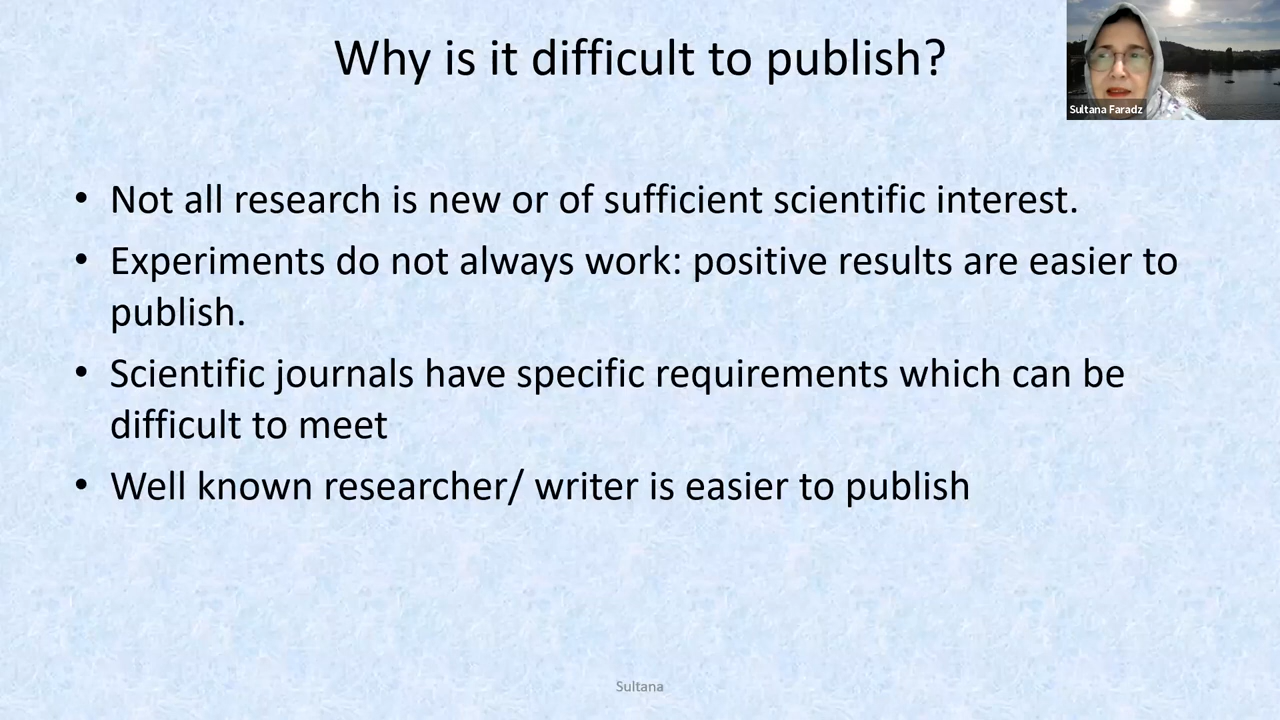 Why is it difficult to publish?
Sultana Faradz
• Not all research is new or of sufficient scientific interest.
• Experiments do not always work: positive results are easier to
publish.
• Scientific journals have specific requirements which can be
difficult to meet
• Well known researcher/ writer is easier to publish
Sultana